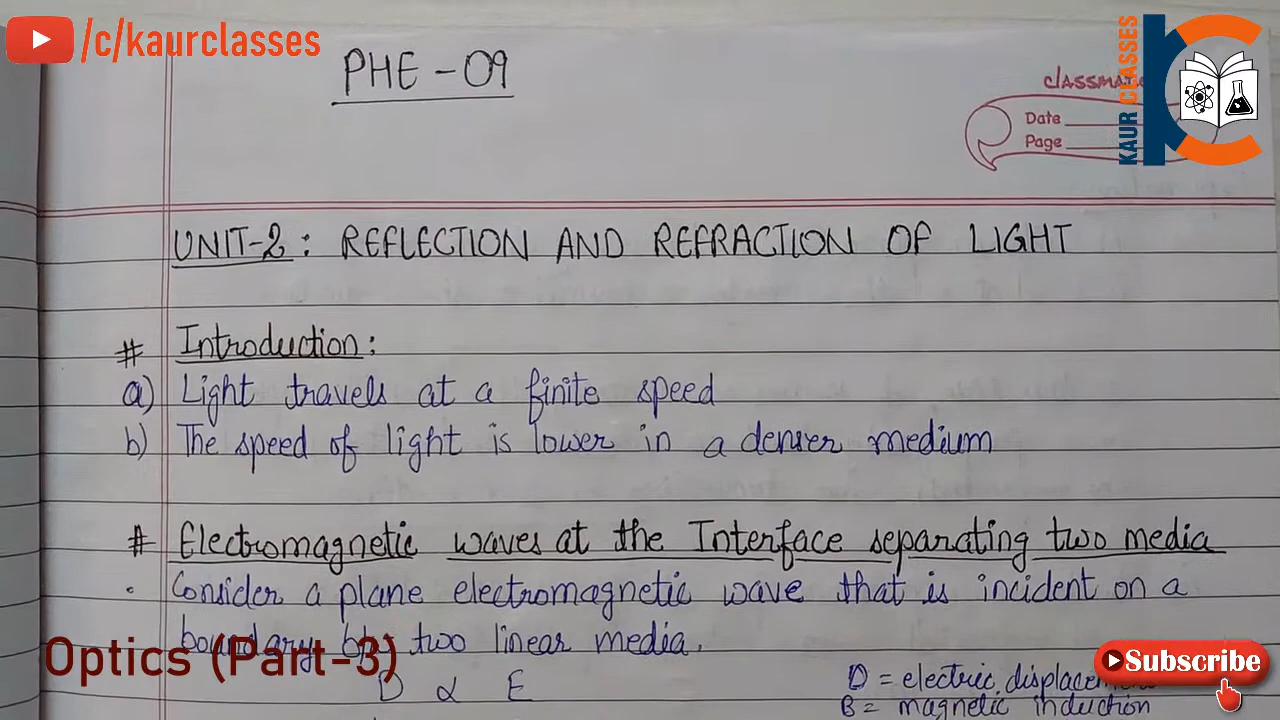 /c/kaurclasses
PHE-09
classmate
Date
Page
KAUR CLASSES
UNIT-2: REFLECTION AND REFRACTION OF LIGHT
# Introduction:
a) Light travels at a finite speed
b) The speed of light is lower in a denser medium
# Electromagnetic waves at the Interface separating two media
· Consider a plane electromagnetic wave that is incident on a
boundary b/w two linear media.
Optics (Part-3)
Subscribe
D α E
D = electric displacement
B = magnetic induction